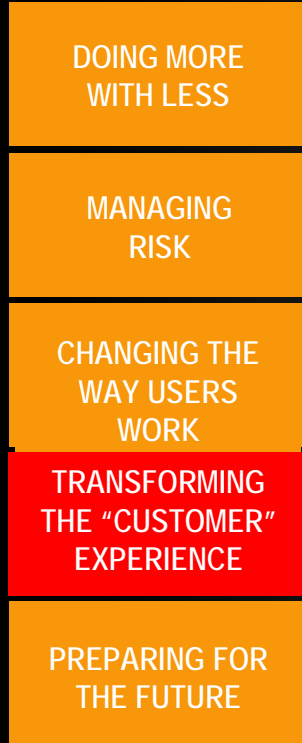 DOING MORE
WITH LESS
MANAGING
RISK
CHANGING THE
WAY USERS
WORK
TRANSFORMING
THE “CUSTOMER”
EXPERIENCE
PREPARING FOR
THE FUTURE